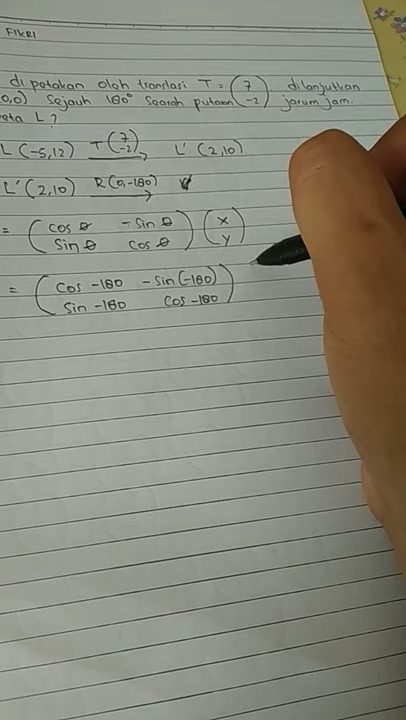 FIKRI
di petakan oleh translasi T = (7 -2) dilanjutkan
0,0) sejauh 180° searah putaran jarum jam.
eta L?
L (-5,12) T(7 -2) → L' (2,10)
L' (2,10) R(0,-180) →
= (cos θ -sin θ sin θ cos θ) (x y)
= (cos -180 -sin(-180) sin -180 cos -180)